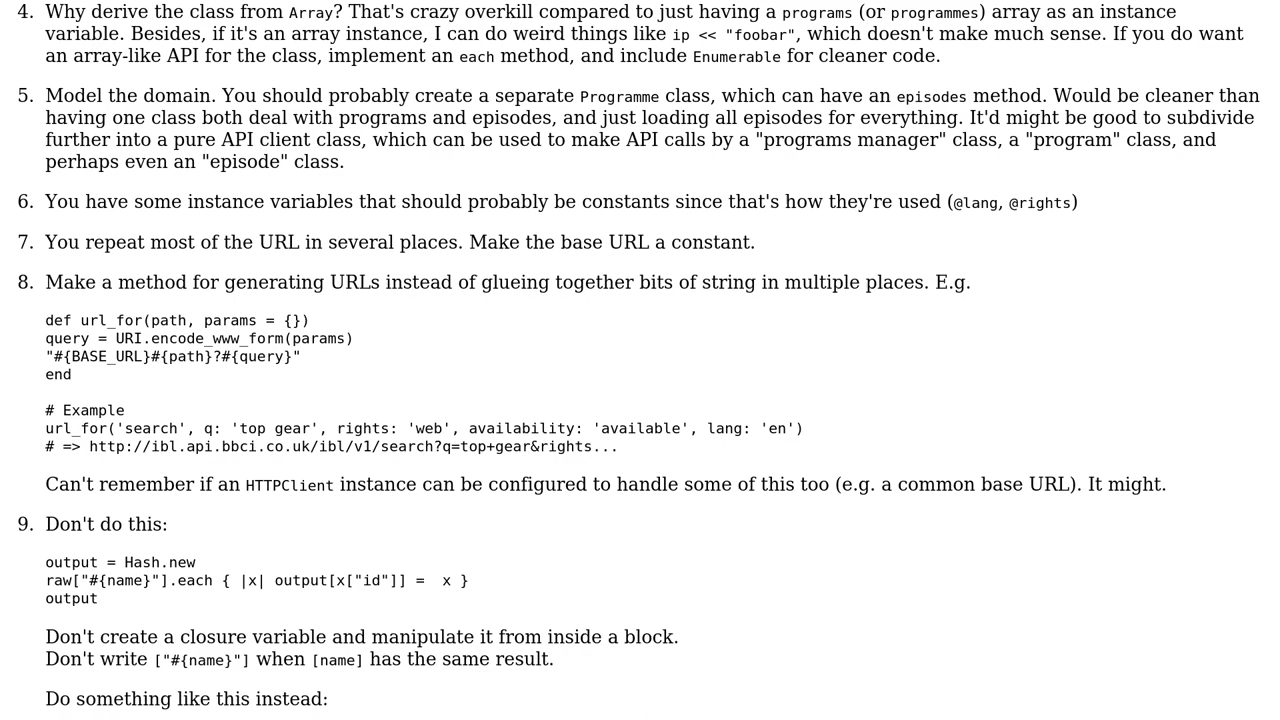 4. Why derive the class from Array? That's crazy overkill compared to just having a programs (or programmes) array as an instance
variable. Besides, if it's an array instance, I can do weird things like ip << "foobar", which doesn't make much sense. If you do want
an array-like API for the class, implement an each method, and include Enumerable for cleaner code.
5. Model the domain. You should probably create a separate Programme class, which can have an episodes method. Would be cleaner than
having one class both deal with programs and episodes, and just loading all episodes for everything. It'd might be good to subdivide
further into a pure API client class, which can be used to make API calls by a "programs manager" class, a "program" class, and
perhaps even an "episode" class.
6. You have some instance variables that should probably be constants since that's how they're used (@lang, @rights)
7. You repeat most of the URL in several places. Make the base URL a constant.
8. Make a method for generating URLs instead of glueing together bits of string in multiple places. E.g.
def url_for(path, params = {})
query = URI.encode_www_form(params)
"#{BASE_URL}#{path}?#{query}"
end
# Example
url_for('search', q: 'top gear', rights: 'web', availability: 'available', lang: 'en')
# => http://ibl.api.bbci.co.uk/ibl/v1/search?q=top+gear&rights...
Can't remember if an HTTPClient instance can be configured to handle some of this too (e.g. a common base URL). It might.
9. Don't do this:
output = Hash.new
raw["#{name}"].each { |x| output[x["id"]] =  x }
output
Don't create a closure variable and manipulate it from inside a block.
Don't write ["#{name}"] when [name] has the same result.
Do something like this instead: